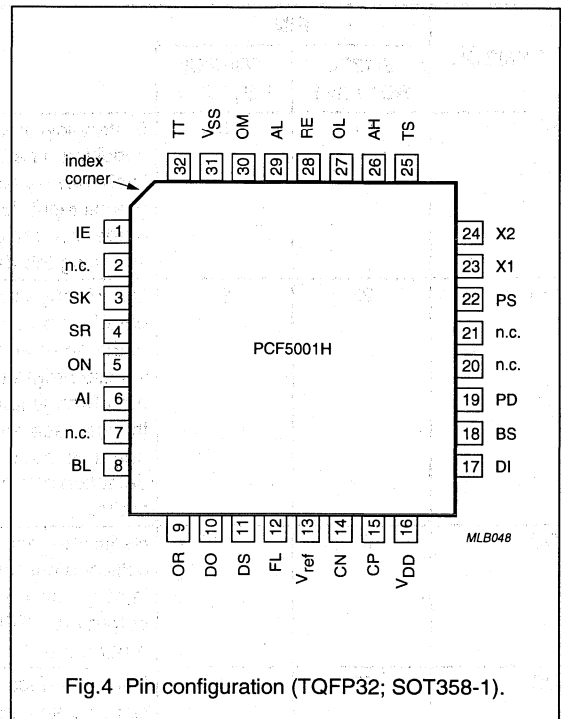 TT VSS OM AL RE OL AH TS
32 31 30 29 28 27 26 25
index
corner
IE 1
n.c. 2
SK 3
SR 4
ON 5
AI 6
n.c. 7
BL 8
PCF5001H
24 X2
23 X1
22 PS
21 n.c.
20 n.c.
19 PD
18 BS
17 DI
9 10 11 12 13 14 15 16
OR DO DS FL Vref CN CP VDD
MLB048
Fig.4 Pin configuration (TQFP32; SOT358-1).